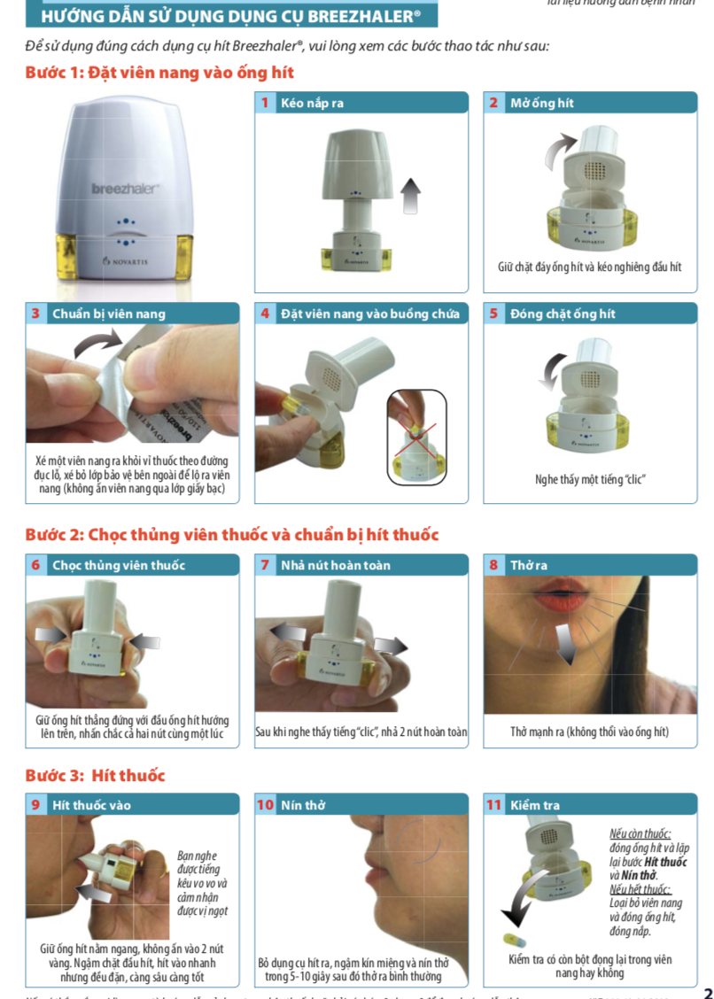 Tài liệu hướng dẫn bệnh nhân
HƯỚNG DẪN SỬ DỤNG DỤNG CỤ BREEZHALER®
Để sử dụng đúng cách dụng cụ hít Breezhaler®, vui lòng xem các bước thao tác như sau:
Bước 1: Đặt viên nang vào ống hít
breezhaler®
NOVARTIS
1 Kéo nắp ra
2 Mở ống hít
NOVARTIS
Giữ chặt đáy ống hít và kéo nghiêng đầu hít
3 Chuẩn bị viên nang
110/50
NOVARTIS
breezhaler
Xé một viên nang ra khỏi vỉ thuốc theo đường
đục lỗ, xé bỏ lớp bảo vệ bên ngoài để lộ ra viên
nang (không ấn viên nang qua lớp giấy bạc)
4 Đặt viên nang vào buồng chứa
5 Đóng chặt ống hít
NOVARTIS
Nghe thấy một tiếng “clic”
Bước 2: Chọc thủng viên thuốc và chuẩn bị hít thuốc
6 Chọc thủng viên thuốc
NOVARTIS
Giữ ống hít thẳng đứng với đầu ống hít hướng
lên trên, nhấn chắc cả hai nút cùng một lúc
7 Nhả nút hoàn toàn
NOVARTIS
Sau khi nghe thấy tiếng “clic”, nhả 2 nút hoàn toàn
8 Thở ra
Thở mạnh ra (không thổi vào ống hít)
Bước 3: Hít thuốc
9 Hít thuốc vào
Bạn nghe
được tiếng
kêu vo vo và
cảm nhận
được vị ngọt
Giữ ống hít nằm ngang, không ấn vào 2 nút
vàng. Ngậm chặt đầu hít, hít vào nhanh
nhưng đều đặn, càng sâu càng tốt
10 Nín thở
Bỏ dụng cụ hít ra, ngậm kín miệng và nín thở
trong 5-10 giây sau đó thở ra bình thường
11 Kiểm tra
Nếu còn thuốc:
đóng ống hít và lặp
lại bước Hít thuốc
và Nín thở.
Nếu hết thuốc:
Loại bỏ viên nang
và đóng ống hít,
đóng nắp.
Kiểm tra có còn bột đọng lại trong viên
nang hay không
2